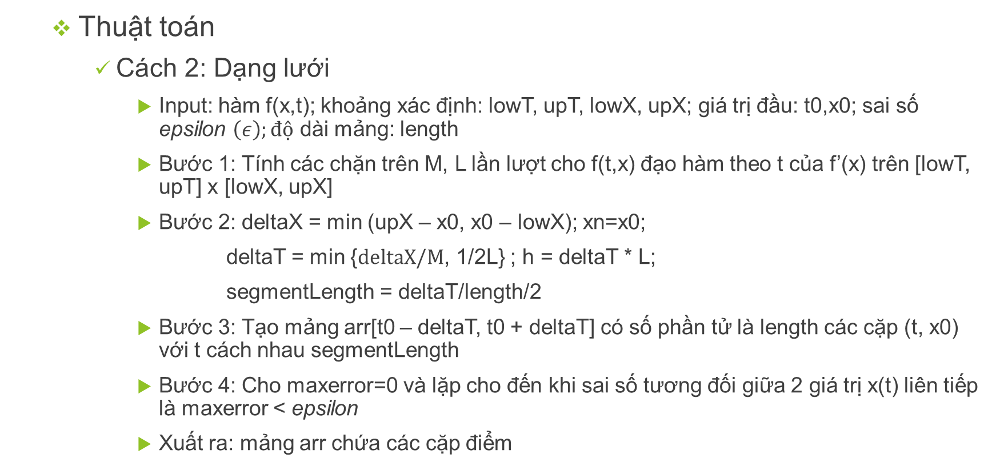 Thuật toán
Cách 2: Dạng lưới
Input: hàm f(x,t); khoảng xác định: lowT, upT, lowX, upX; giá trị đầu: t0,x0; sai số
epsilon (ϵ); độ dài mảng: length
Bước 1: Tính các chặn trên M, L lần lượt cho f(t,x) đạo hàm theo t của f’(x) trên [lowT,
upT] x [lowX, upX]
Bước 2: deltaX = min (upX – x0, x0 – lowX); xn=x0;
deltaT = min {deltaX/M, 1/2L} ; h = deltaT * L;
segmentLength = deltaT/length/2
Bước 3: Tạo mảng arr[t0 – deltaT, t0 + deltaT] có số phần tử là length các cặp (t, x0)
với t cách nhau segmentLength
Bước 4: Cho maxerror=0 và lặp cho đến khi sai số tương đối giữa 2 giá trị x(t) liên tiếp
là maxerror < epsilon
Xuất ra: mảng arr chứa các cặp điểm